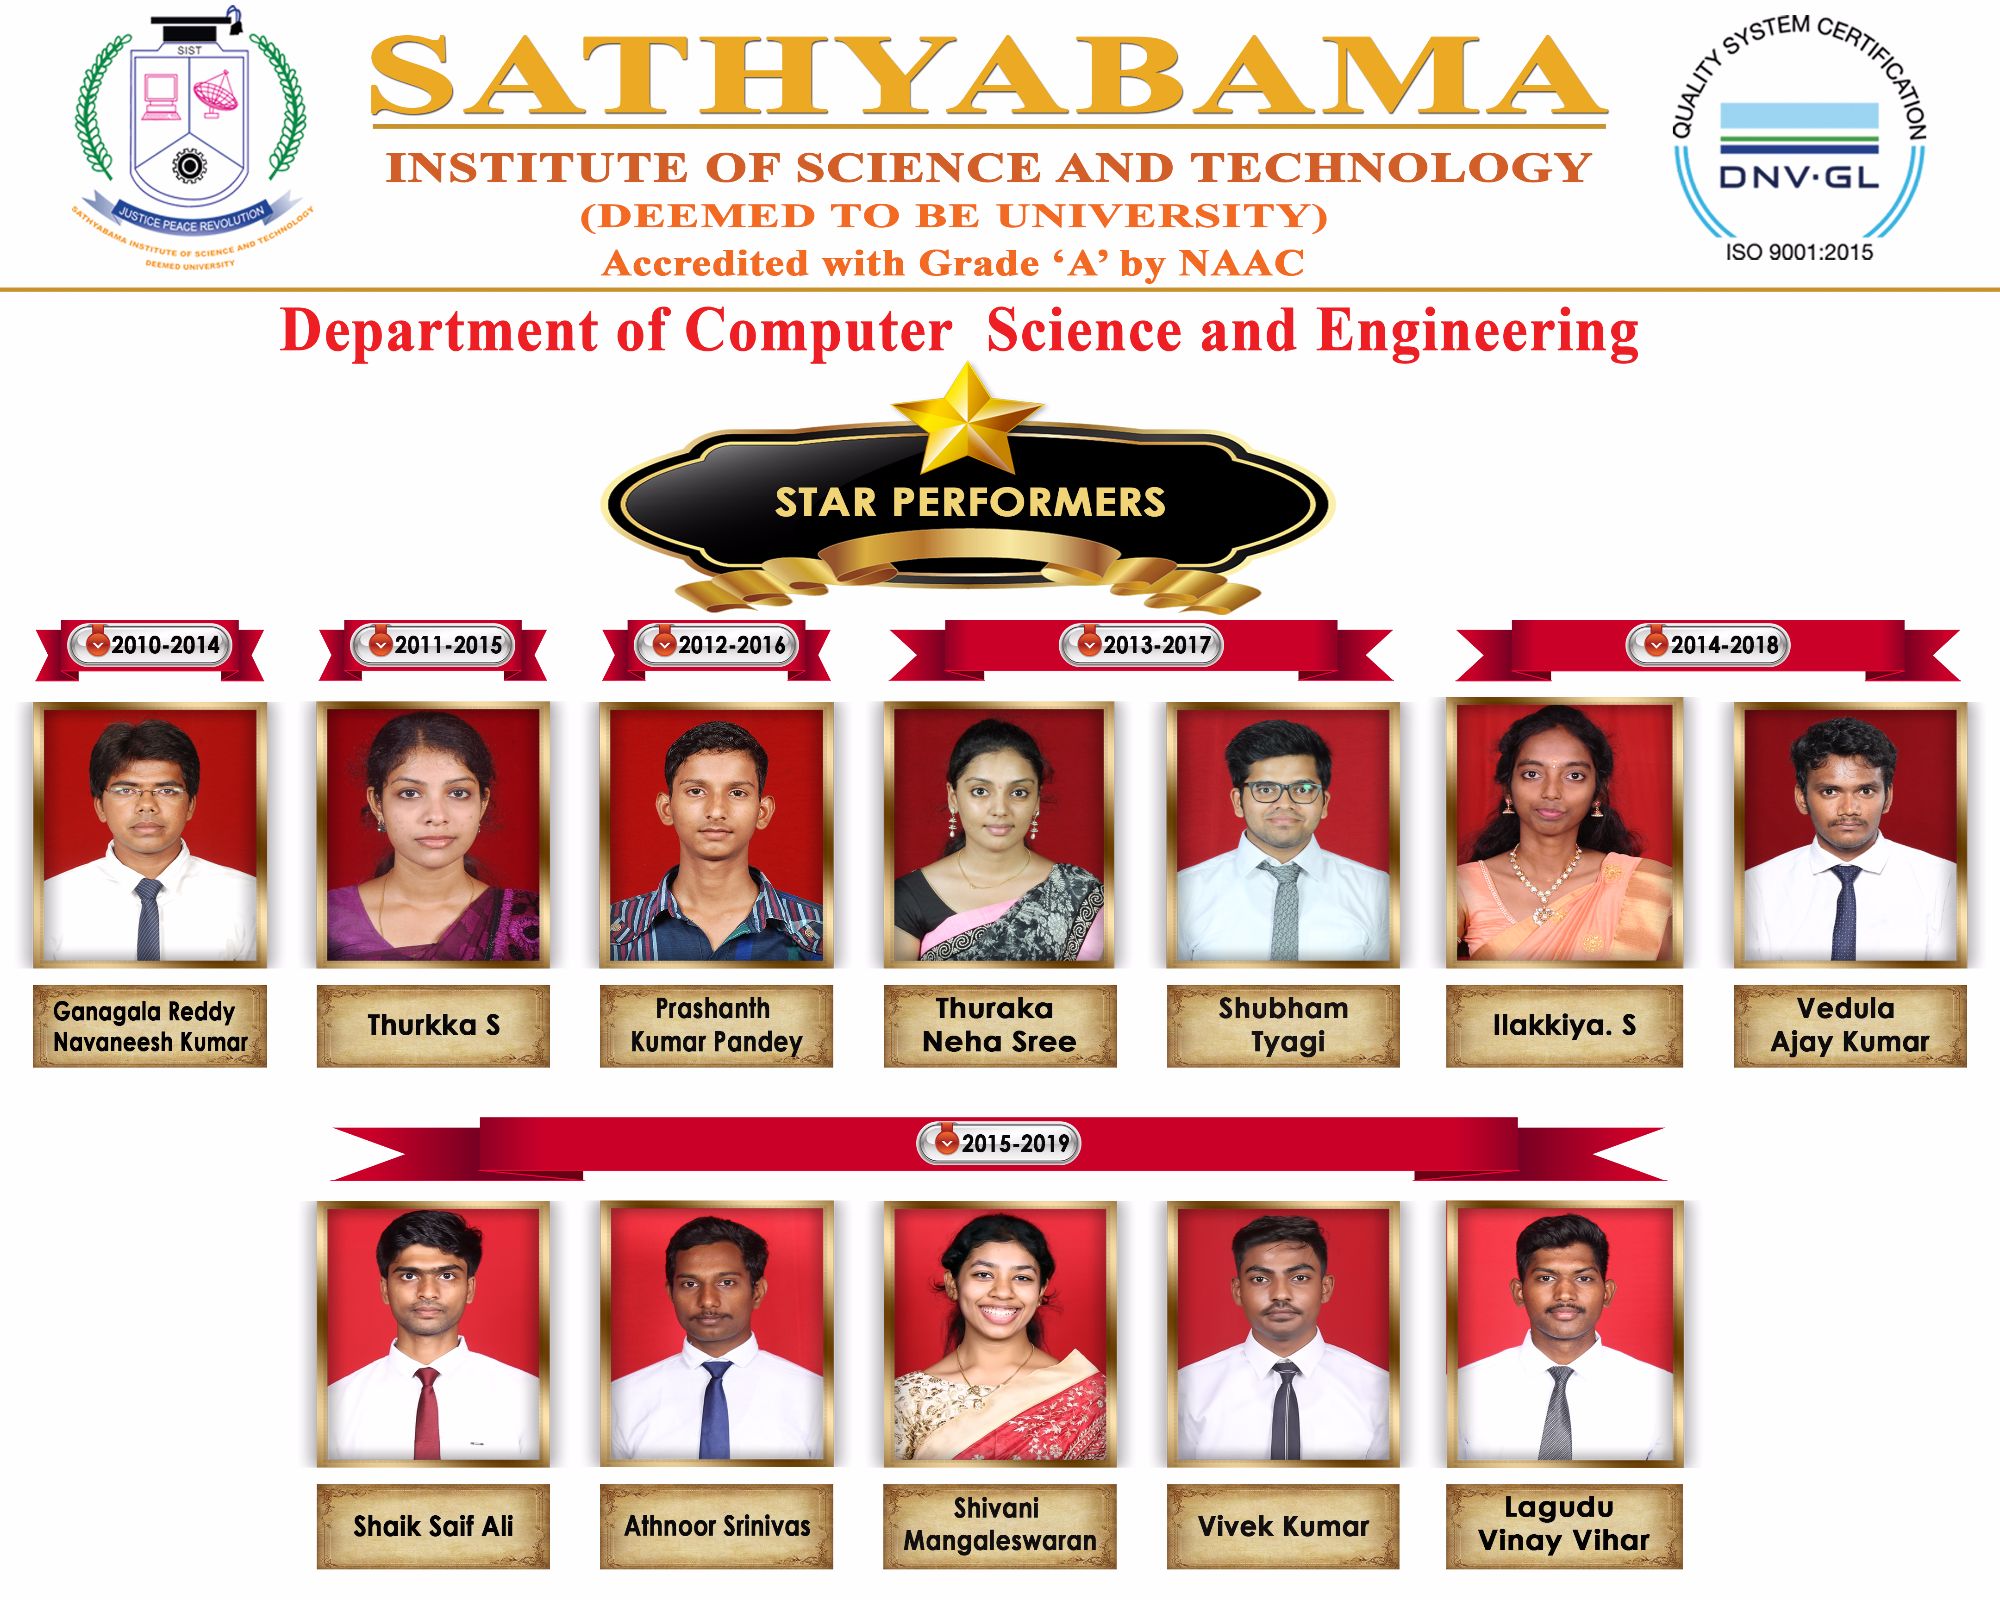 SIST
JUSTICE PEACE REVOLUTION
SATHYABAMA INSTITUTE OF SCIENCE AND TECHNOLOGY
DEEMED UNIVERSITY
SATHYABAMA
INSTITUTE OF SCIENCE AND TECHNOLOGY
(DEEMED TO BE UNIVERSITY)
Accredited with Grade ‘A’ by NAAC
QUALITY SYSTEM CERTIFICATION
DNV·GL
ISO 9001:2015
Department of Computer Science and Engineering
STAR PERFORMERS
2010-2014
2011-2015
2012-2016
2013-2017
2014-2018
Ganagala Reddy
Navaneesh Kumar
Thurkka S
Prashanth
Kumar Pandey
Thuraka
Neha Sree
Shubham
Tyagi
Ilakkiya. S
Vedula
Ajay Kumar
2015-2019
Shaik Saif Ali
Athnoor Srinivas
Shivani
Mangaleswaran
Vivek Kumar
Lagudu
Vinay Vihar